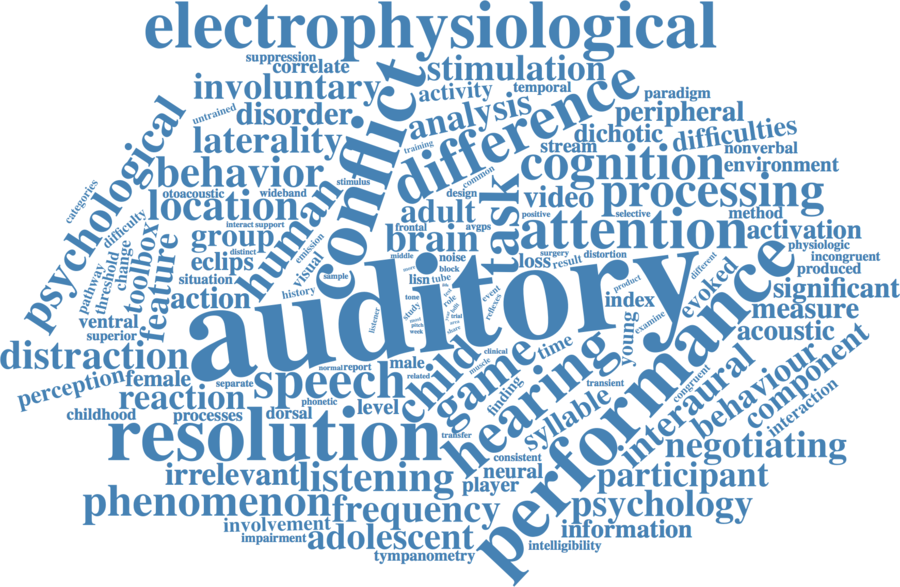 electrophysiological
suppression
correlate
stimulation
involuntary
activity
temporal
paradigm
untrained
disorder
conflict
analysis
difference
peripheral
psychological
laterality
training
dichotic
difficulties
stream
nonverbal
behavior
stimulus
common
cognition
environment
categories
otoacoustic
wideband
human
design
task
video
processing
location
adult
positive
selective
method
difficulty
interact
support
frontal
avgps
attention
activation
toolbox
group
distinct
emission
brain
physiologic
pathway
threshold
change
feature
eclips
visual
middle
noise
loss
surgery
result
distortion
incongruent
situation
sample
block
different
produced
action
history
lisn
tube
event
product
evoked
significant
auditory
tone
study
role
reflexes
index
measure
ventral
listener
trial
young
examine
acoustic
superior
pitch
week
share
distraction
normal
report
male
child
clinical
time
hearing
performance
perception
female
separate
speech
related
muscle
game
finding
transient
congruent
interaural
behaviour
component
reaction
phonetic
level
syllable
interaction
childhood
processes
dorsal
resolution
transfer
negotiating
consistent
irrelevant
listening
neural
participant
player
phenomenon
frequency
psychology
involvement
information
impairment
adolescent
intelligibility
tympanometry